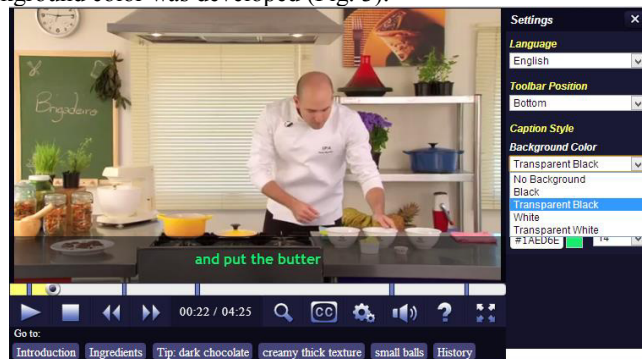 kground color was developed (Fig. 3).
Brigadeiro
and put the butter
00:22 / 04:25
CC
?
Go to:
Introduction
Ingredients
Tip: dark chocolate
creamy thick texture
small balls
History
Settings
X
Language
English
Toolbar Position
Bottom
Caption Style
Background Color
Transparent Black
No Background
Black
Transparent Black
White
Transparent White
#1AED6E
14